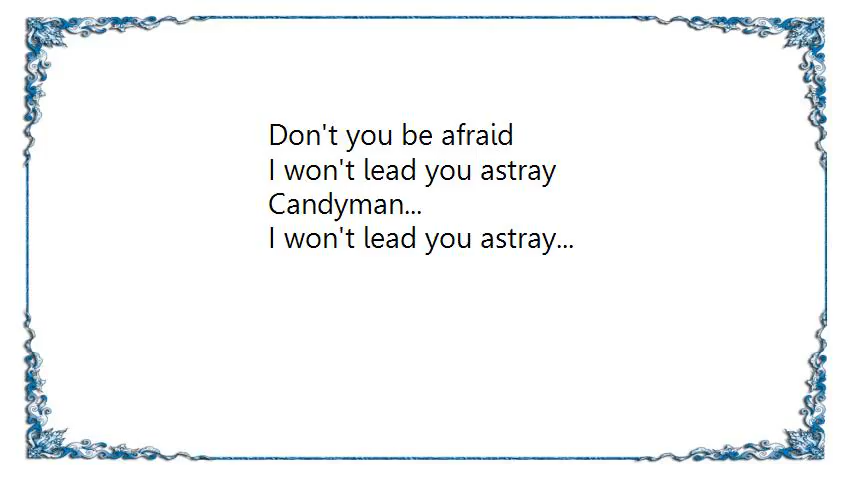 Don't you be afraid
I won't lead you astray
Candyman...
I won't lead you astray...